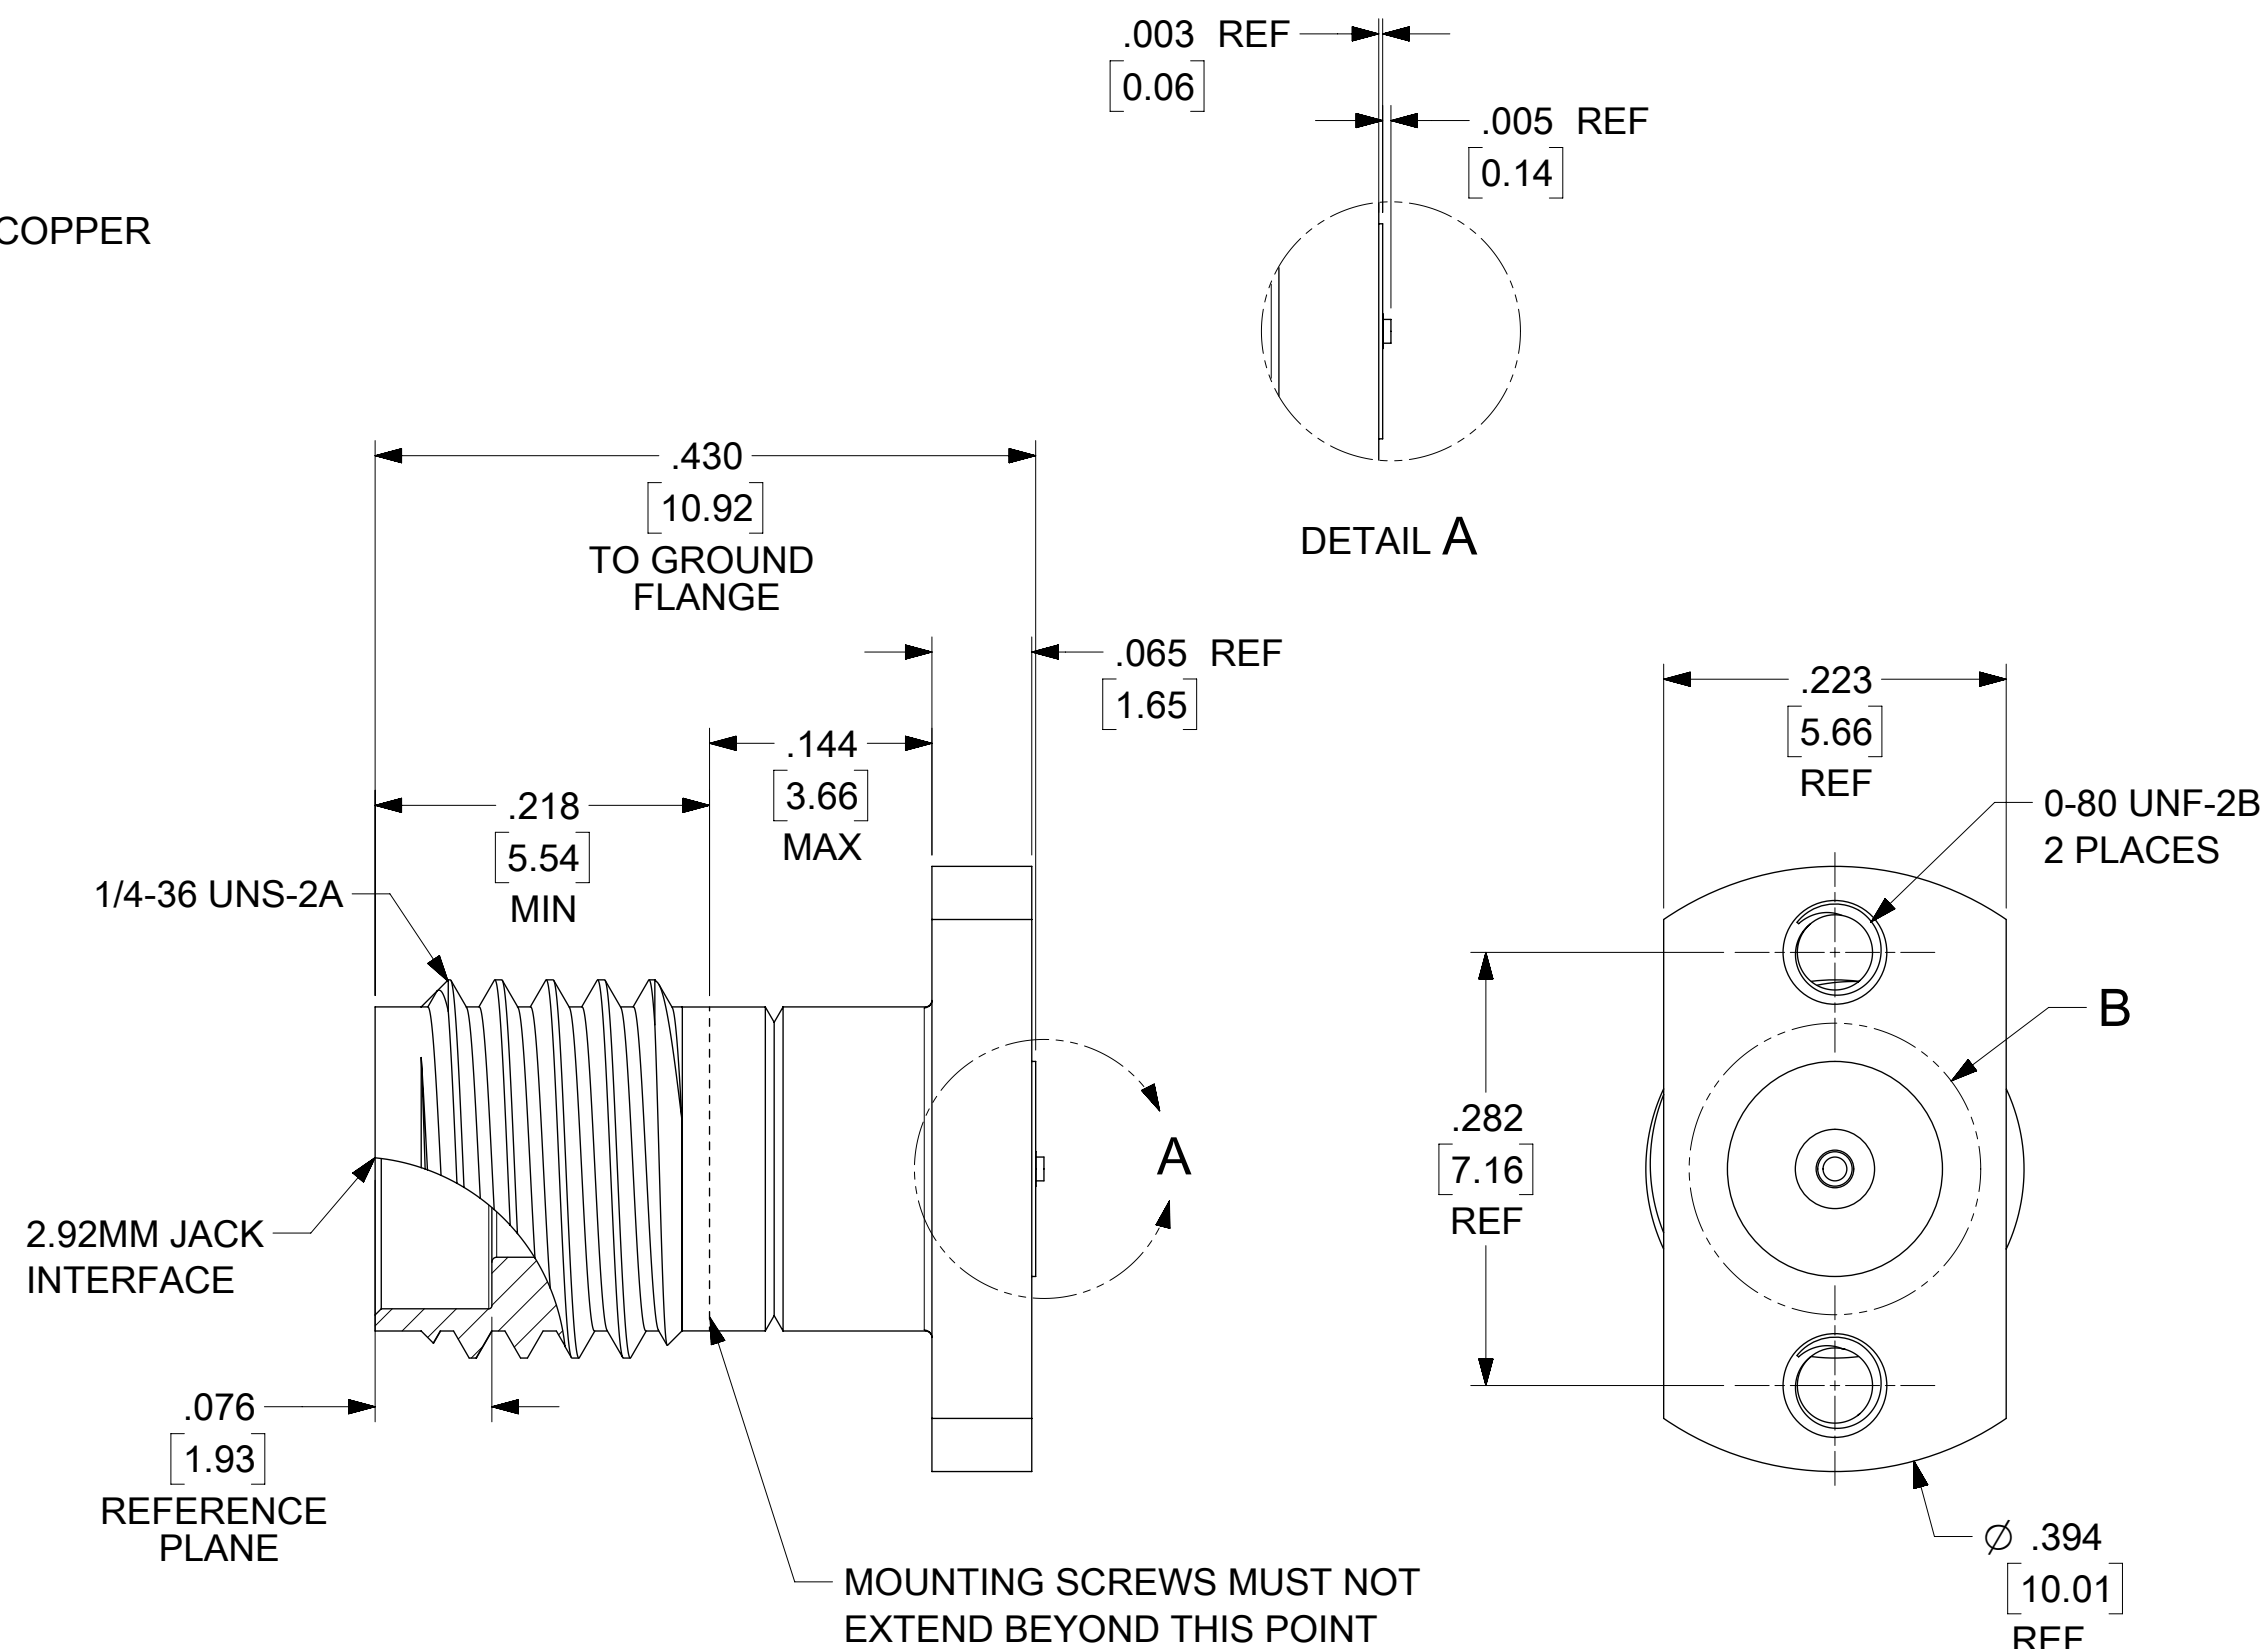 .003 REF
[0.06]
.005 REF
[0.14]
COPPER
DETAIL A
.430
[10.92]
TO GROUND
FLANGE
.065 REF
[1.65]
.144
[3.66]
MAX
.218
[5.54]
MIN
1/4-36 UNS-2A
.223
[5.66]
REF
0-80 UNF-2B
2 PLACES
B
A
.282
[7.16]
REF
2.92MM JACK
INTERFACE
.076
[1.93]
REFERENCE
PLANE
MOUNTING SCREWS MUST NOT
EXTEND BEYOND THIS POINT
∅ .394
[10.01]
REF